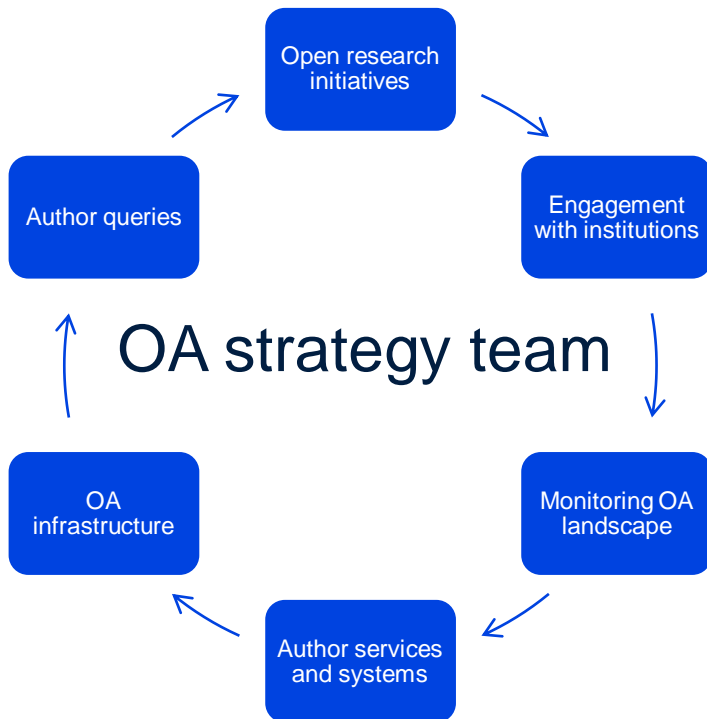 Open research
initiatives
Engagement
with institutions
Monitoring OA
landscape
Author services
and systems
OA
infrastructure
Author queries
OA strategy team